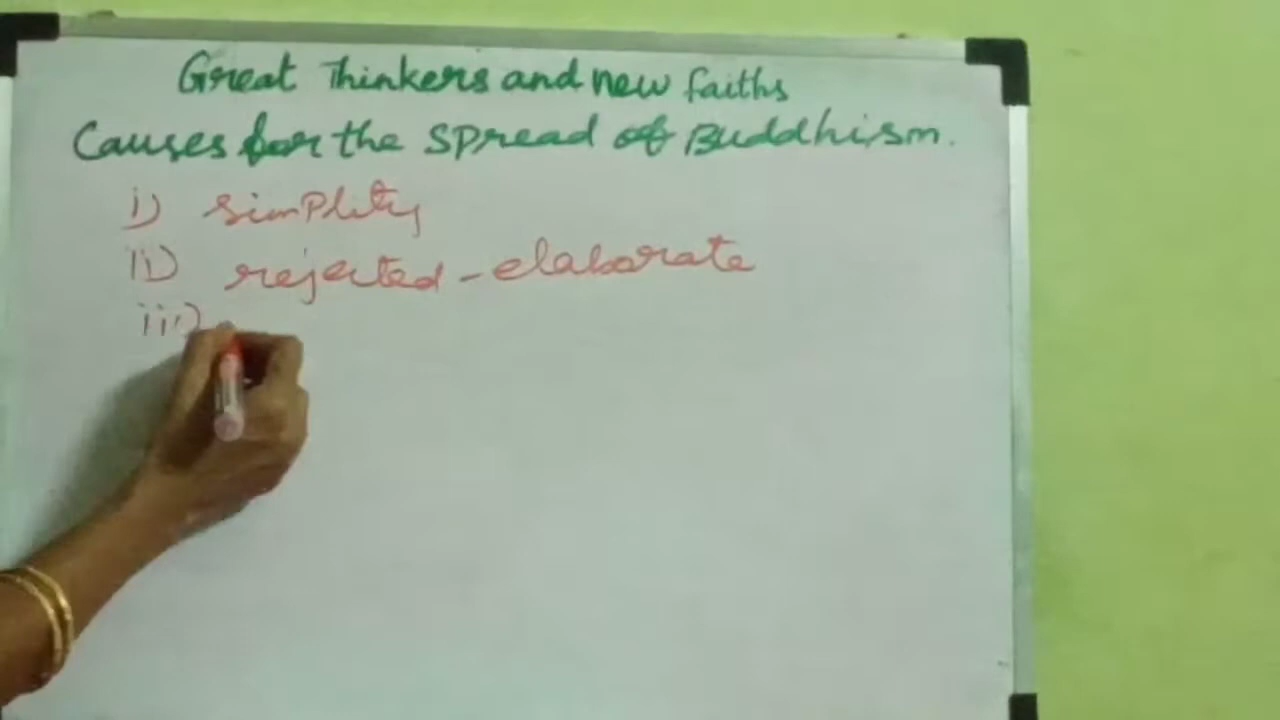 Great Thinkers and new faiths
Causes for the spread of Buddhism.
i) simplity
ii) rejected - elaborate
iii)